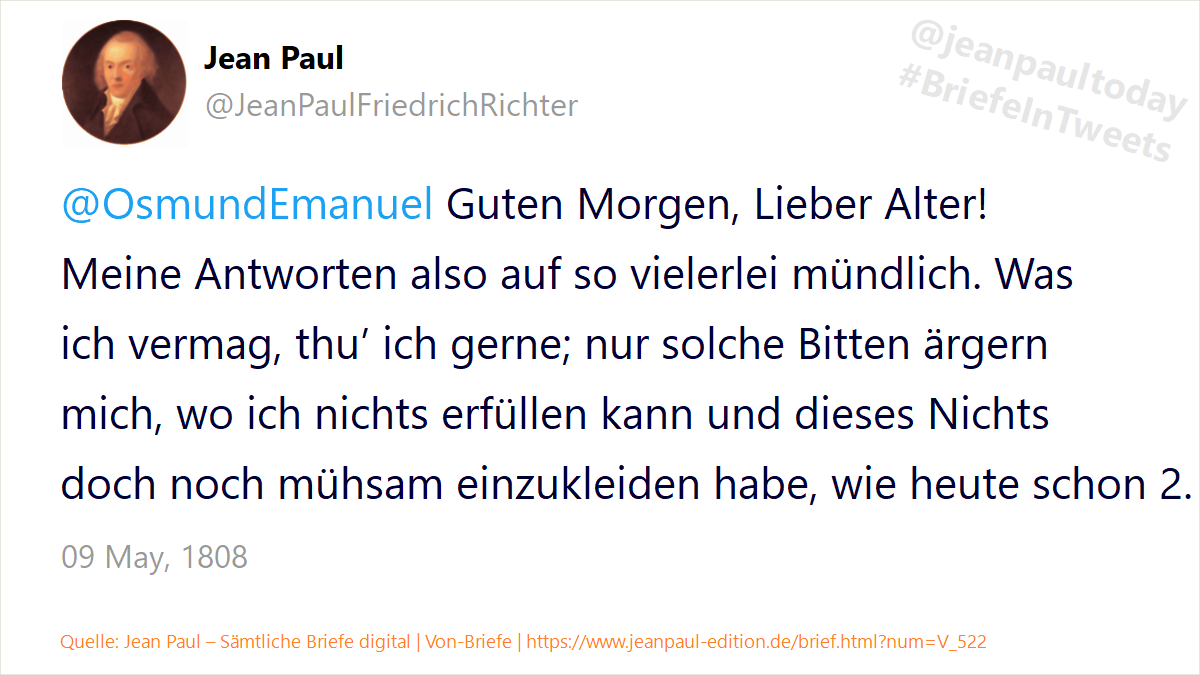 Jean Paul
@JeanPaulFriedrichRichter
@jeanpaultoday
#BriefeInTweets
@OsmundEmanuel Guten Morgen, Lieber Alter!
Meine Antworten also auf so vielerlei mündlich. Was
ich vermag, thu’ ich gerne; nur solche Bitten ärgern
mich, wo ich nichts erfüllen kann und dieses Nichts
doch noch mühsam einzukleiden habe, wie heute schon 2.
09 May, 1808
Quelle: Jean Paul – Sämtliche Briefe digital | Von-Briefe | https://www.jeanpaul-edition.de/brief.html?num=V_522